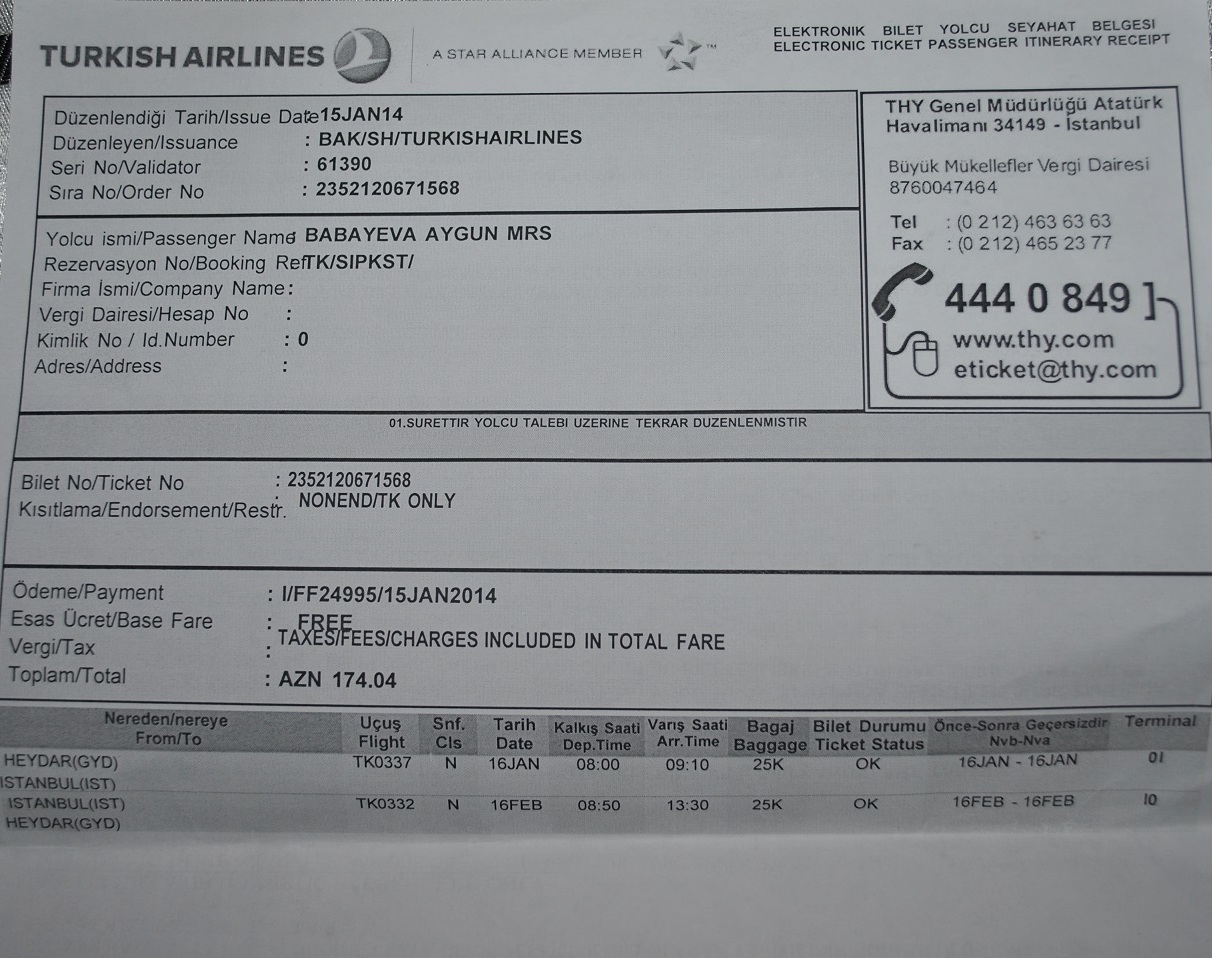 TURKISH AIRLINES
A STAR ALLIANCE MEMBER ™
ELEKTRONIK BILET YOLCU SEYAHAT BELGESI
ELECTRONIC TICKET PASSENGER ITINERARY RECEIPT
Düzenlendiği Tarih/Issue Date 15JAN14
Düzenleyen/Issuance : BAK/SH/TURKISHAIRLINES
Seri No/Validator : 61390
Sıra No/Order No : 2352120671568
THY Genel Müdürlüğü Atatürk
Havalimanı 34149 - İstanbul
Büyük Mükellefler Vergi Dairesi
8760047464
Tel : (0 212) 463 63 63
Fax : (0 212) 465 23 77
444 0 849
www.thy.com
eticket@thy.com
Yolcu ismi/Passenger Name BABAYEVA AYGUN MRS
Rezervasyon No/Booking Ref TK/SIPKST/
Firma İsmi/Company Name :
Vergi Dairesi/Hesap No :
Kimlik No / Id.Number : 0
Adres/Address :
01.SURETTIR YOLCU TALEBI UZERINE TEKRAR DUZENLENMISTIR
Bilet No/Ticket No : 2352120671568
Kısıtlama/Endorsement/Restr. : NONEND/TK ONLY
Ödeme/Payment : I/FF24995/15JAN2014
Esas Ücret/Base Fare : FREE
Vergi/Tax : TAXES/FEES/CHARGES INCLUDED IN TOTAL FARE
Toplam/Total : AZN 174.04
Nereden/nereye Uçuş Snf. Tarih Kalkış Saati Varış Saati Bagaj Bilet Durumu Önce-Sonra Geçersizdir Terminal
From/To Flight Cls Date Dep.Time Arr.Time Baggage Ticket Status Nvb-Nva
HEYDAR(GYD) TK0337 N 16JAN 08:00 09:10 25K OK 16JAN - 16JAN 01
ISTANBUL(IST)
ISTANBUL(IST) TK0332 N 16FEB 08:50 13:30 25K OK 16FEB - 16FEB I0
HEYDAR(GYD)